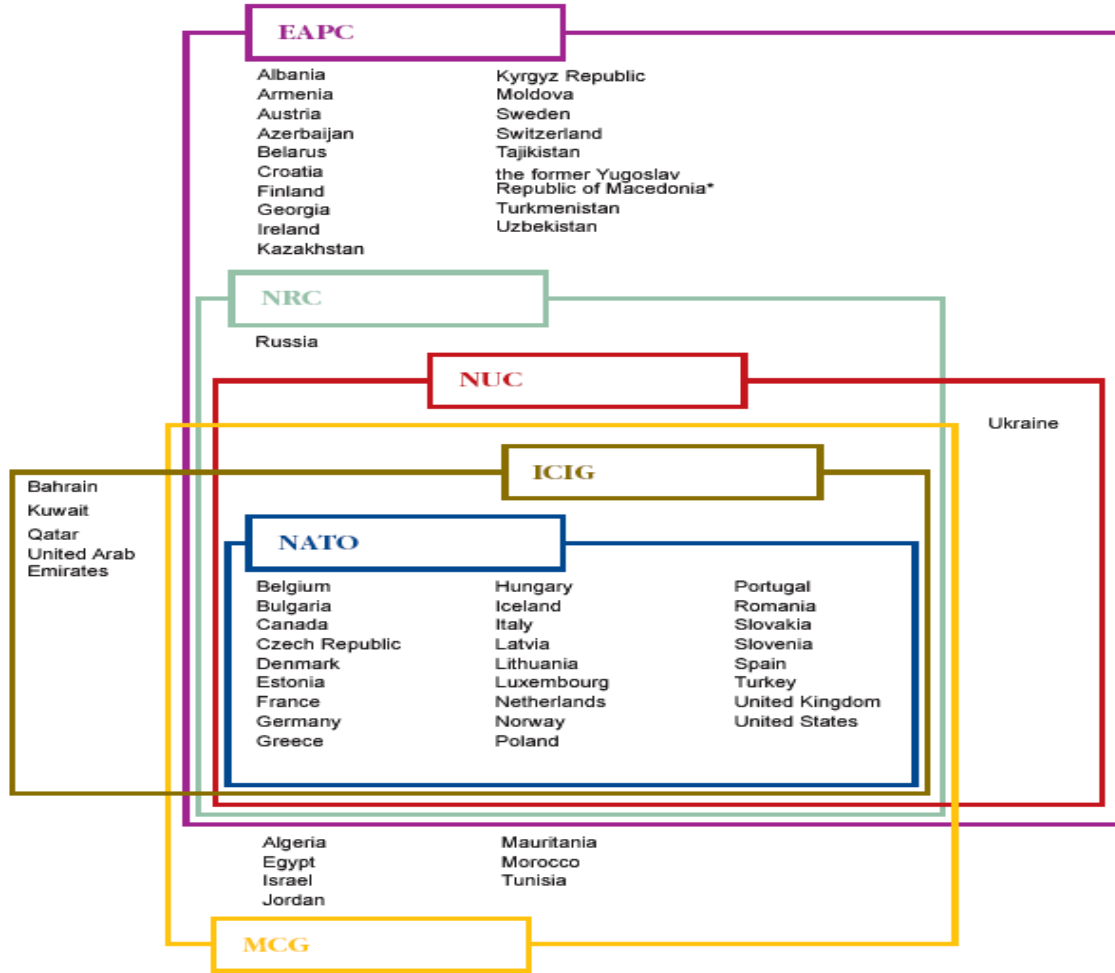 EAPC
Albania
Armenia
Austria
Azerbaijan
Belarus
Croatia
Finland
Georgia
Ireland
Kazakhstan
Kyrgyz Republic
Moldova
Sweden
Switzerland
Tajikistan
the former Yugoslav
Republic of Macedonia*
Turkmenistan
Uzbekistan
NRC
Russia
NUC
Ukraine
ICIG
Bahrain
Kuwait
Qatar
United Arab
Emirates
NATO
Belgium
Bulgaria
Canada
Czech Republic
Denmark
Estonia
France
Germany
Greece
Hungary
Iceland
Italy
Latvia
Lithuania
Luxembourg
Netherlands
Norway
Poland
Portugal
Romania
Slovakia
Slovenia
Spain
Turkey
United Kingdom
United States
Algeria
Egypt
Israel
Jordan
Mauritania
Morocco
Tunisia
MCG